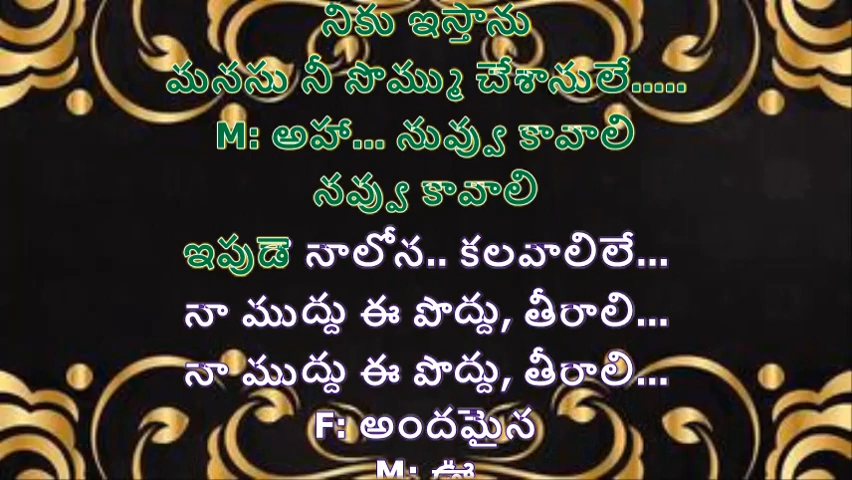 నీకు ఇస్తాను
మనసు నీ సొమ్ము చేశానులే.....
M: అహా... నువ్వు కావాలి
నవ్వు కావాలి
ఇపుడె నాలోన.. కలవాలిలే...
నా ముద్దు ఈ పొద్దు, తీరాలి...
నా ముద్దు ఈ పొద్దు, తీరాలి...
F: అందమైన
M: ఊ